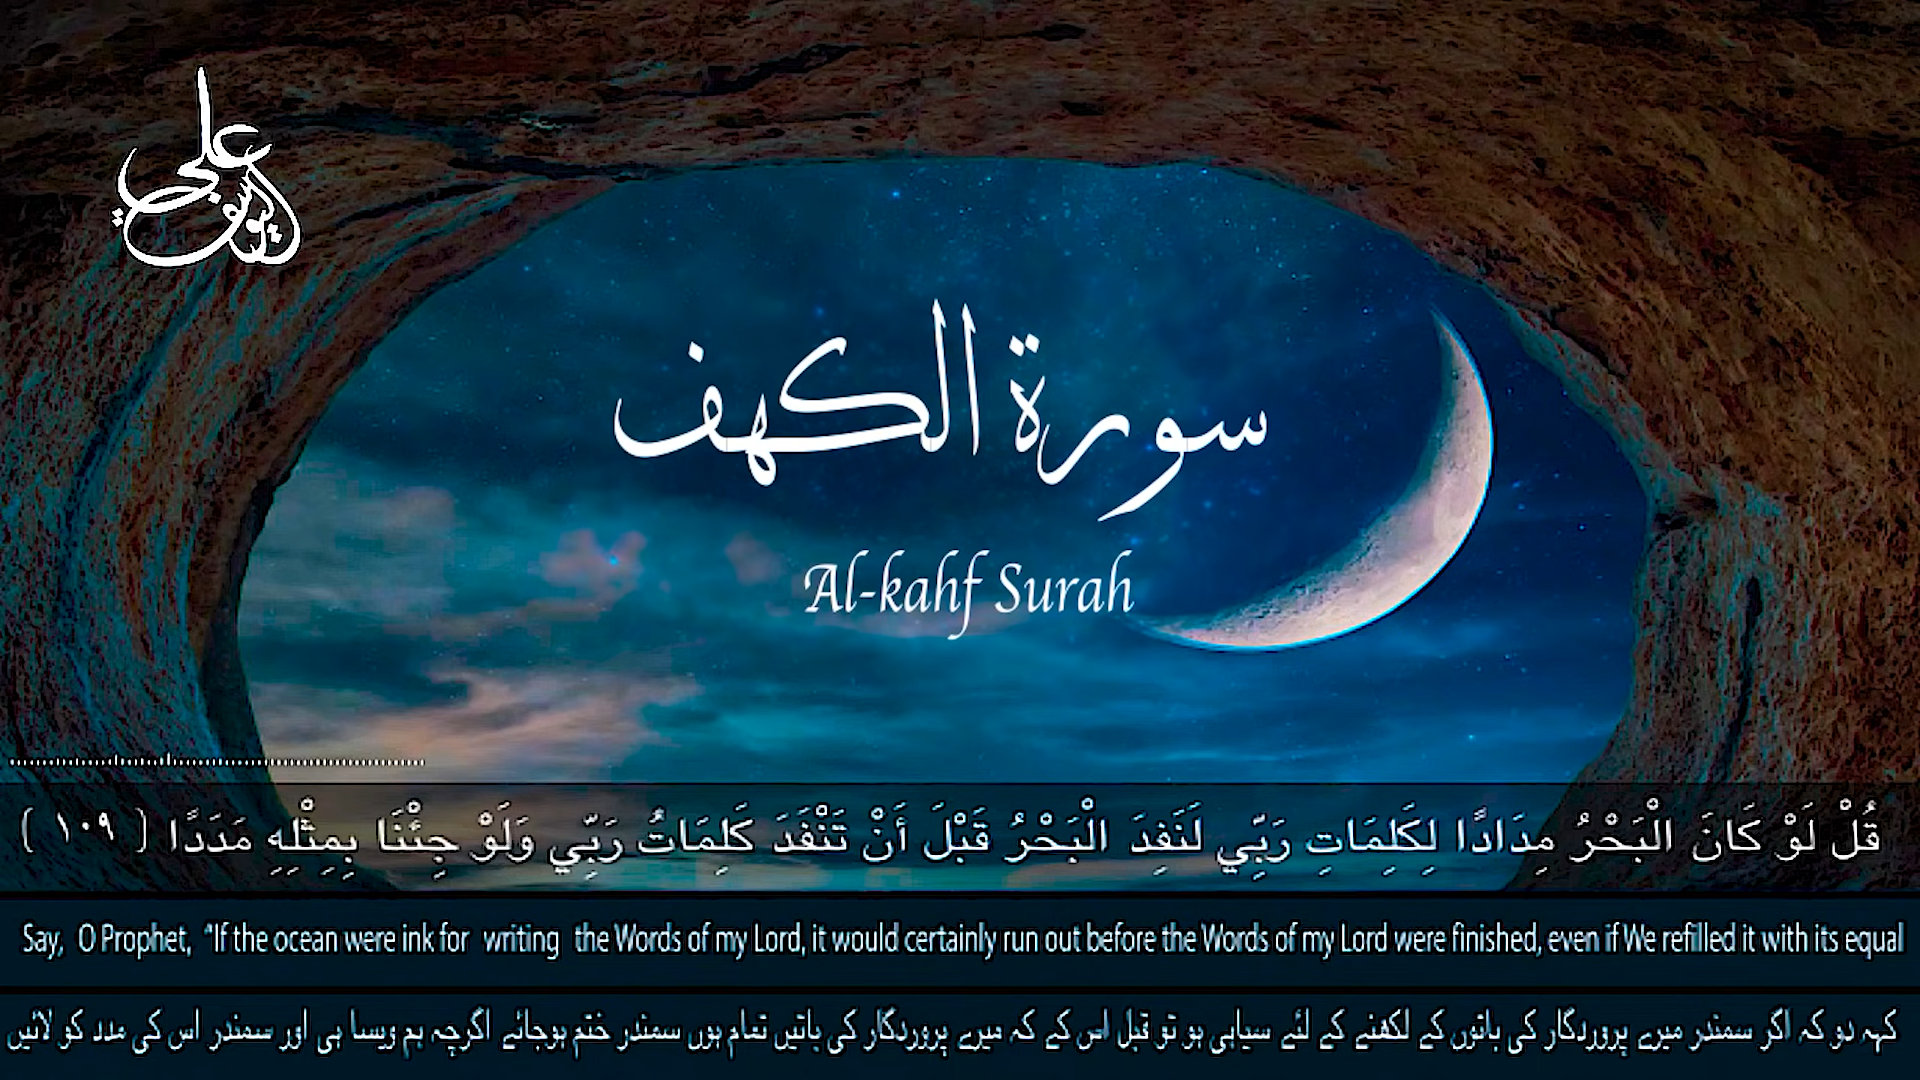 علي اليوسفي
سورة الكهف
Al-kahf Surah
قُلْ لَوْ كَانَ الْبَحْرُ مِدَادًا لِكَلِمَاتِ رَبِّي لَنَفِدَ الْبَحْرُ قَبْلَ أَنْ تَنْفَدَ كَلِمَاتُ رَبِّي وَلَوْ جِئْنَا بِمِثْلِهِ مَدَدًا ( ١٠٩ )
Say, O Prophet, “If the ocean were ink for writing the Words of my Lord, it would certainly run out before the Words of my Lord were finished, even if We refilled it with its equal
کہہ دو کہ اگر سمندر میرے پروردگار کی باتوں کے لکھنے کے لئے سیاہی ہو تو قبل اس کے کہ میرے پروردگار کی باتیں تمام ہوں سمندر ختم ہوجائے اگرچہ ہم ویسا ہی اور سمندر اس کی مدد کو لائیں